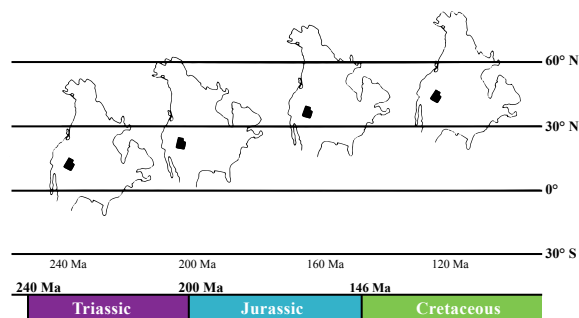 60° N
30° N
0°
30° S
240 Ma 200 Ma 160 Ma 120 Ma
240 Ma 200 Ma 146 Ma
Triassic Jurassic Cretaceous